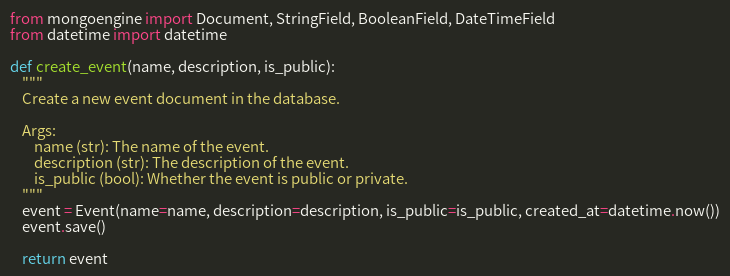 from mongoengine import Document, StringField, BooleanField, DateTimeField
from datetime import datetime

def create_event(name, description, is_public):
    """
    Create a new event document in the database.

    Args:
        name (str): The name of the event.
        description (str): The description of the event.
        is_public (bool): Whether the event is public or private.
    """
    event = Event(name=name, description=description, is_public=is_public, created_at=datetime.now())
    event.save()

    return event